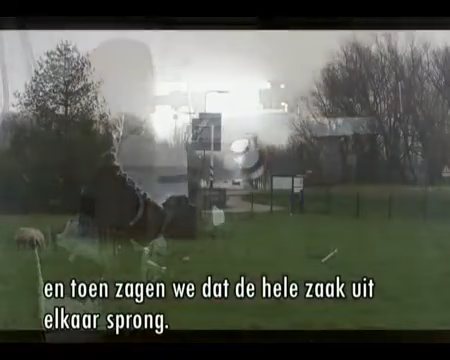 en toen zagen we dat de hele zaak uit
elkaar sprong.